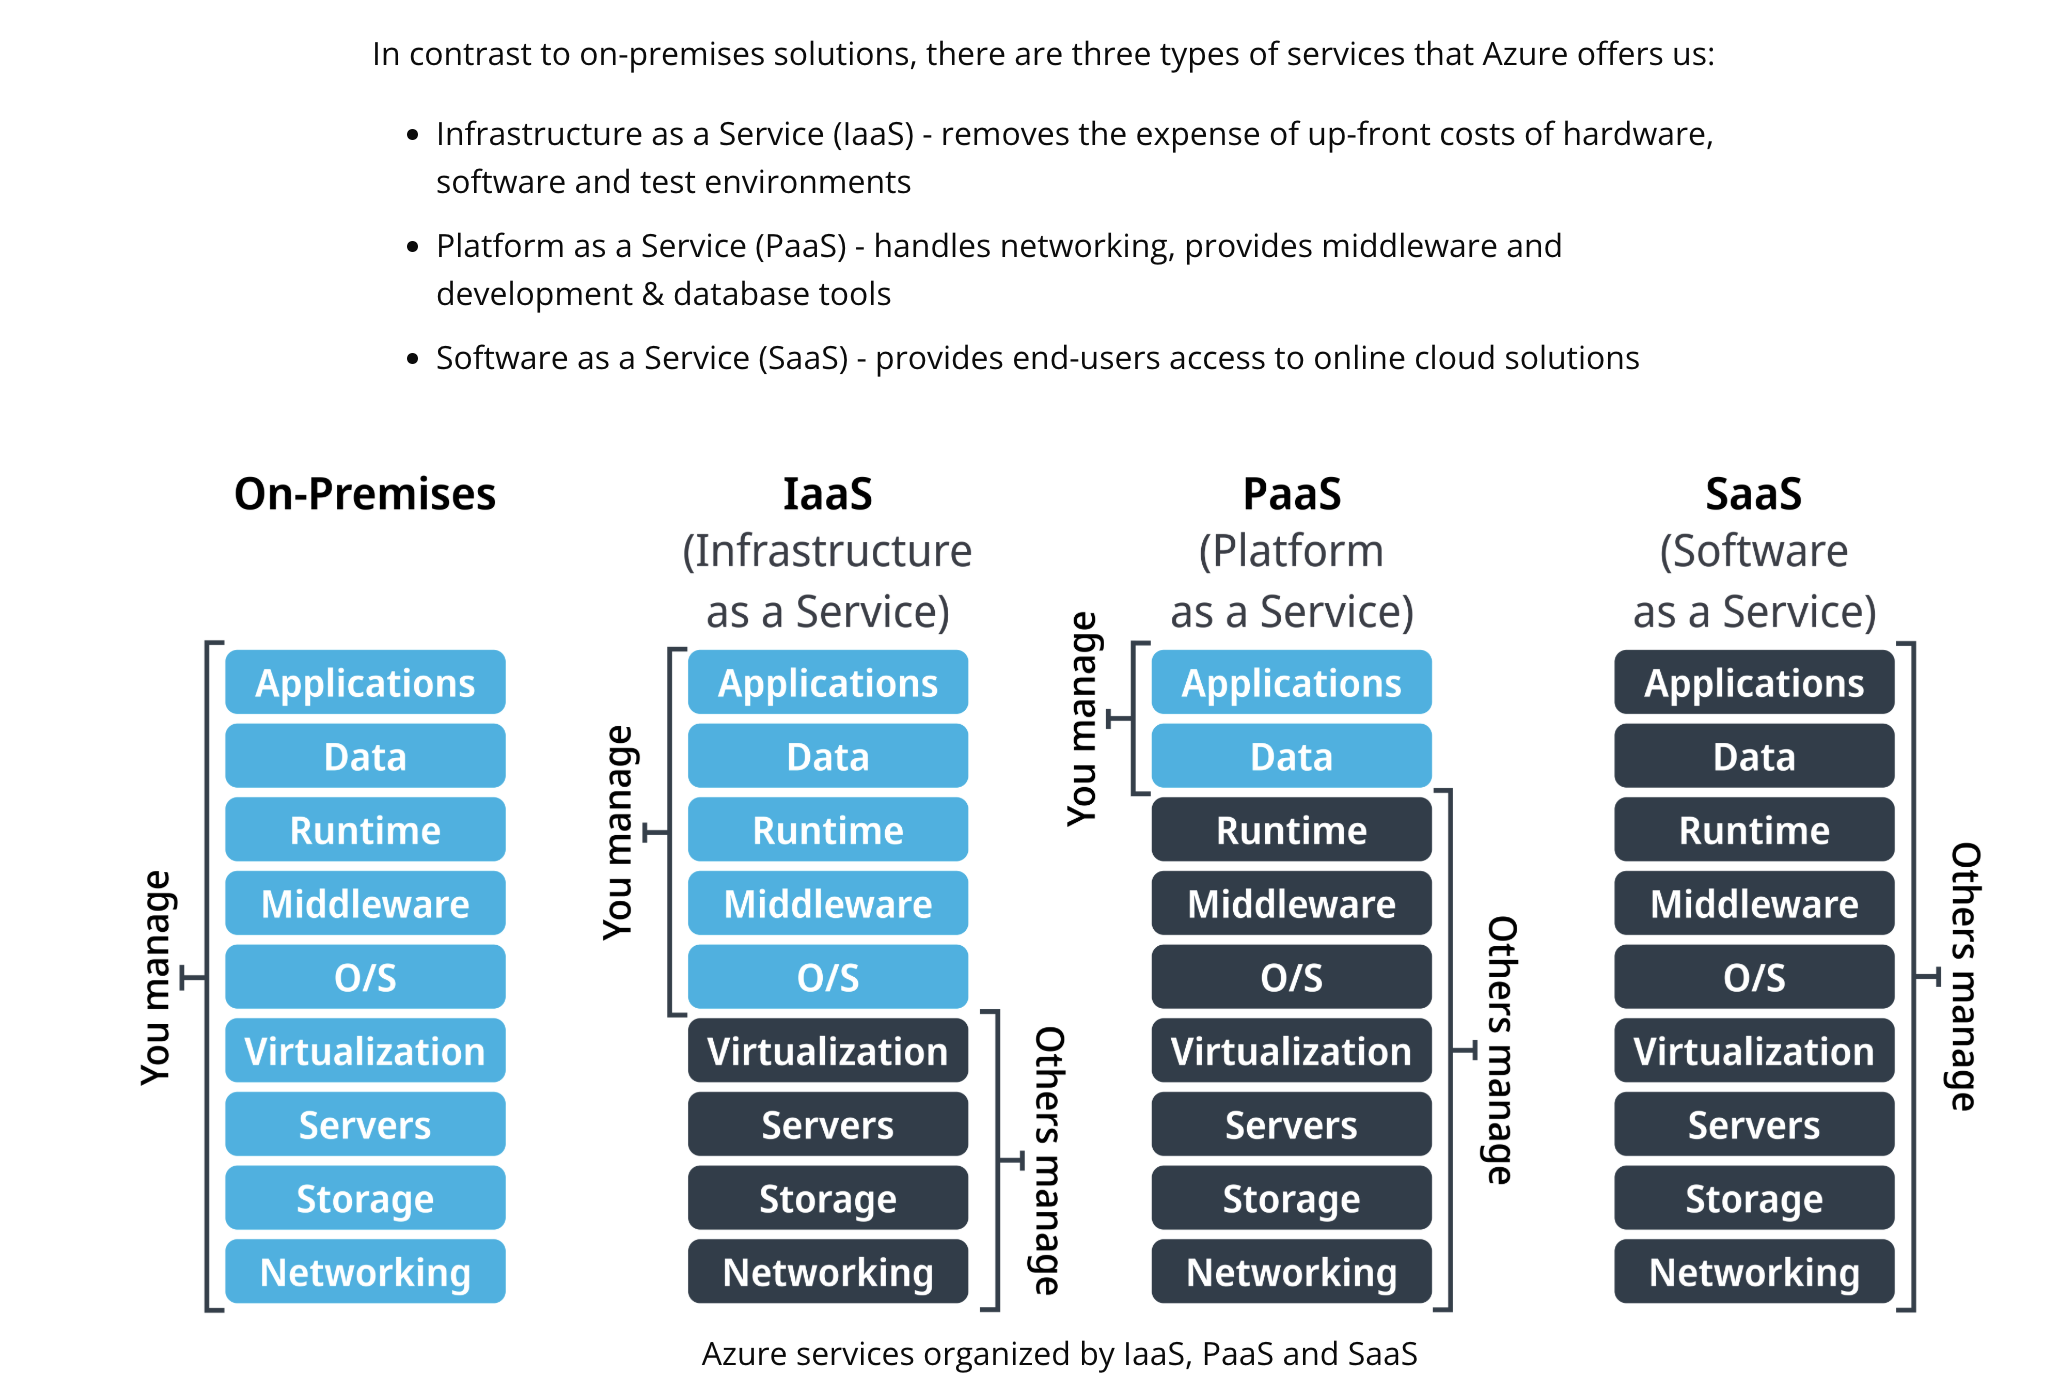 In contrast to on-premises solutions, there are three types of services that Azure offers us:
• Infrastructure as a Service (IaaS) - removes the expense of up-front costs of hardware,
software and test environments
• Platform as a Service (PaaS) - handles networking, provides middleware and
development & database tools
• Software as a Service (SaaS) - provides end-users access to online cloud solutions
On-Premises
You manage
Applications
Data
Runtime
Middleware
O/S
Virtualization
Servers
Storage
Networking
IaaS
(Infrastructure
as a Service)
You manage
Applications
Data
Runtime
Middleware
O/S
Virtualization
Servers
Storage
Networking
Others manage
PaaS
(Platform
as a Service)
You manage
Applications
Data
Runtime
Middleware
O/S
Virtualization
Servers
Storage
Networking
Others manage
SaaS
(Software
as a Service)
Applications
Data
Runtime
Middleware
O/S
Virtualization
Servers
Storage
Networking
Others manage
Azure services organized by IaaS, PaaS and SaaS